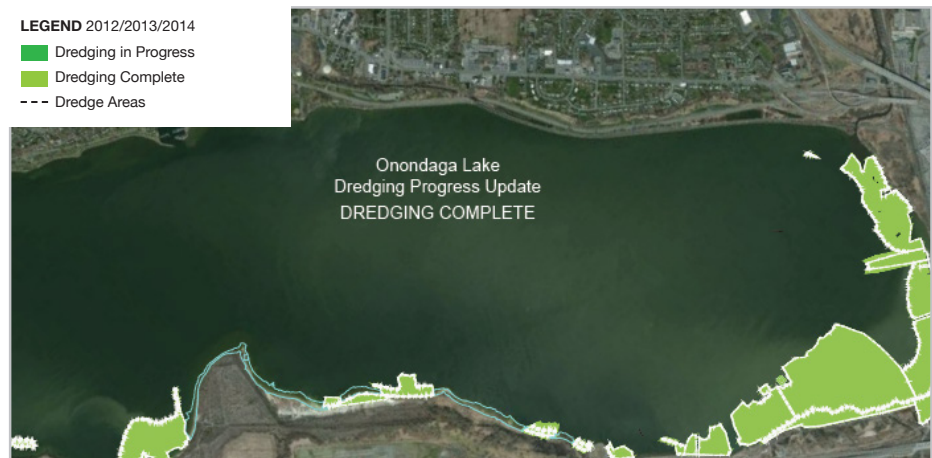 LEGEND 2012/2013/2014
Dredging in Progress
Dredging Complete
Dredge Areas
Onondaga Lake
Dredging Progress Update
DREDGING COMPLETE